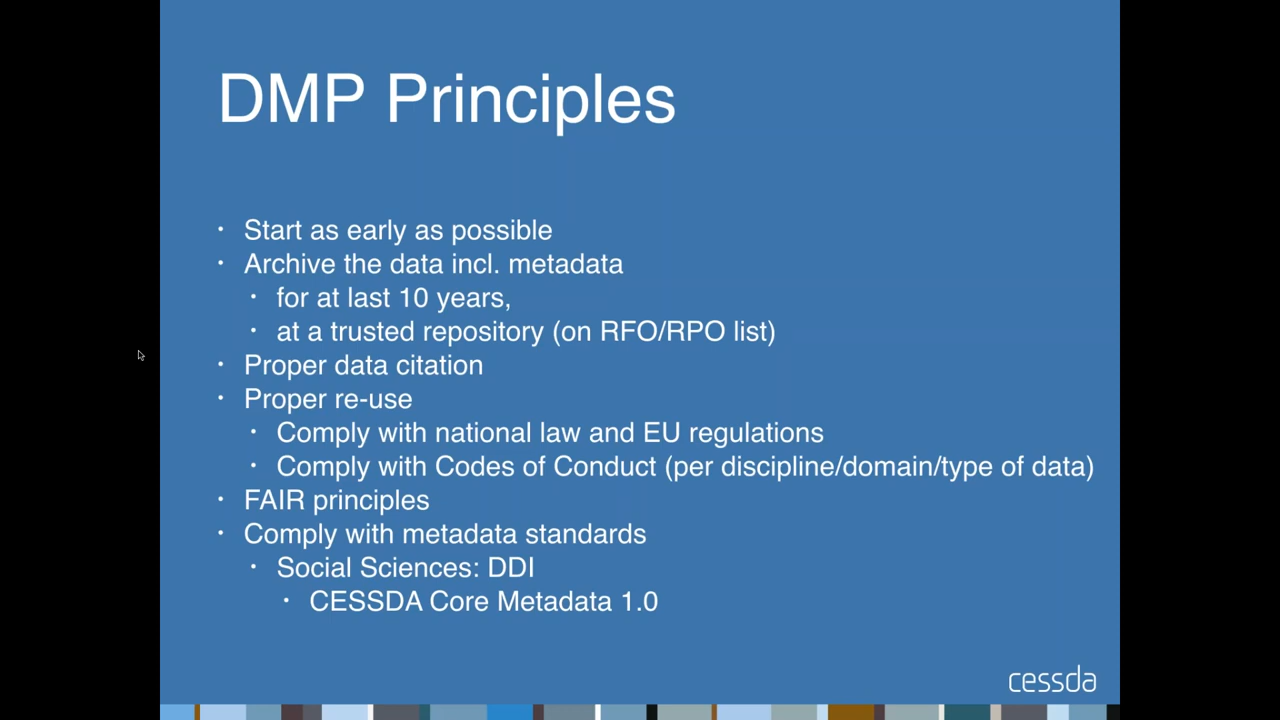 DMP Principles
• Start as early as possible
• Archive the data incl. metadata
• for at last 10 years,
• at a trusted repository (on RFO/RPO list)
• Proper data citation
• Proper re-use
• Comply with national law and EU regulations
• Comply with Codes of Conduct (per discipline/domain/type of data)
• FAIR principles
• Comply with metadata standards
• Social Sciences: DDI
• CESSDA Core Metadata 1.0
cessda